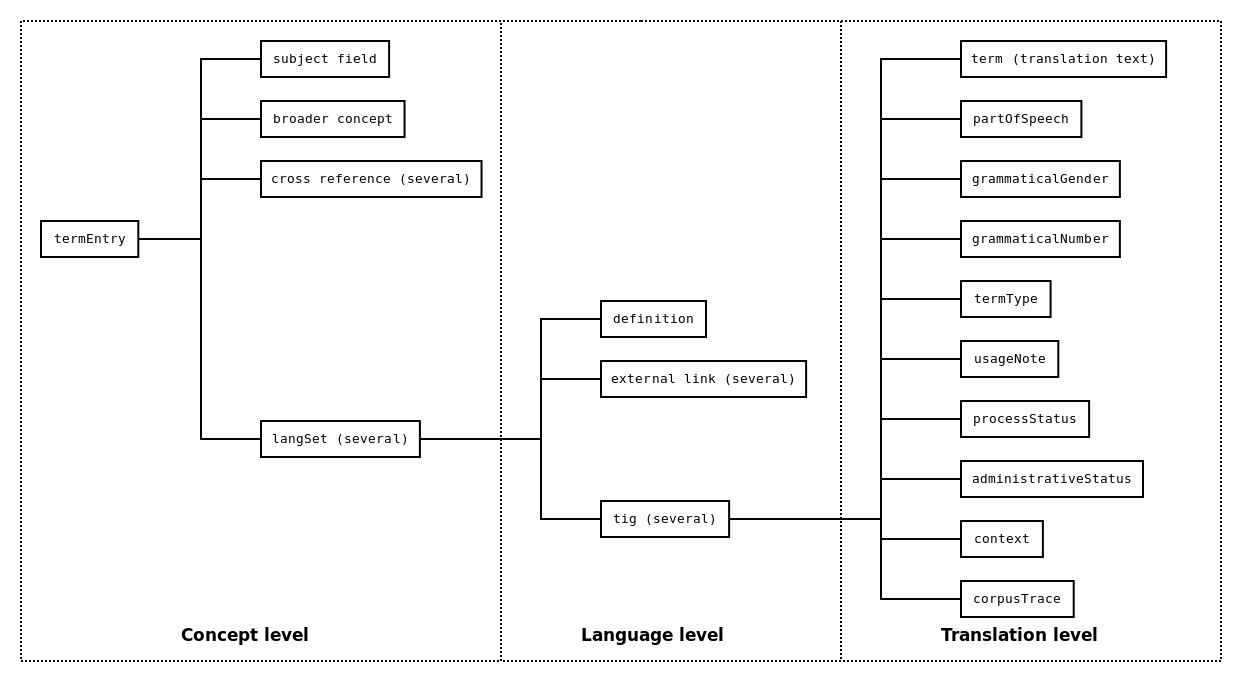 subject field
broader concept
cross reference (several)
termEntry
langSet (several)
Concept level
definition
external link (several)
tig (several)
Language level
term (translation text)
partOfSpeech
grammaticalGender
grammaticalNumber
termType
usageNote
processStatus
administrativeStatus
context
corpusTrace
Translation level